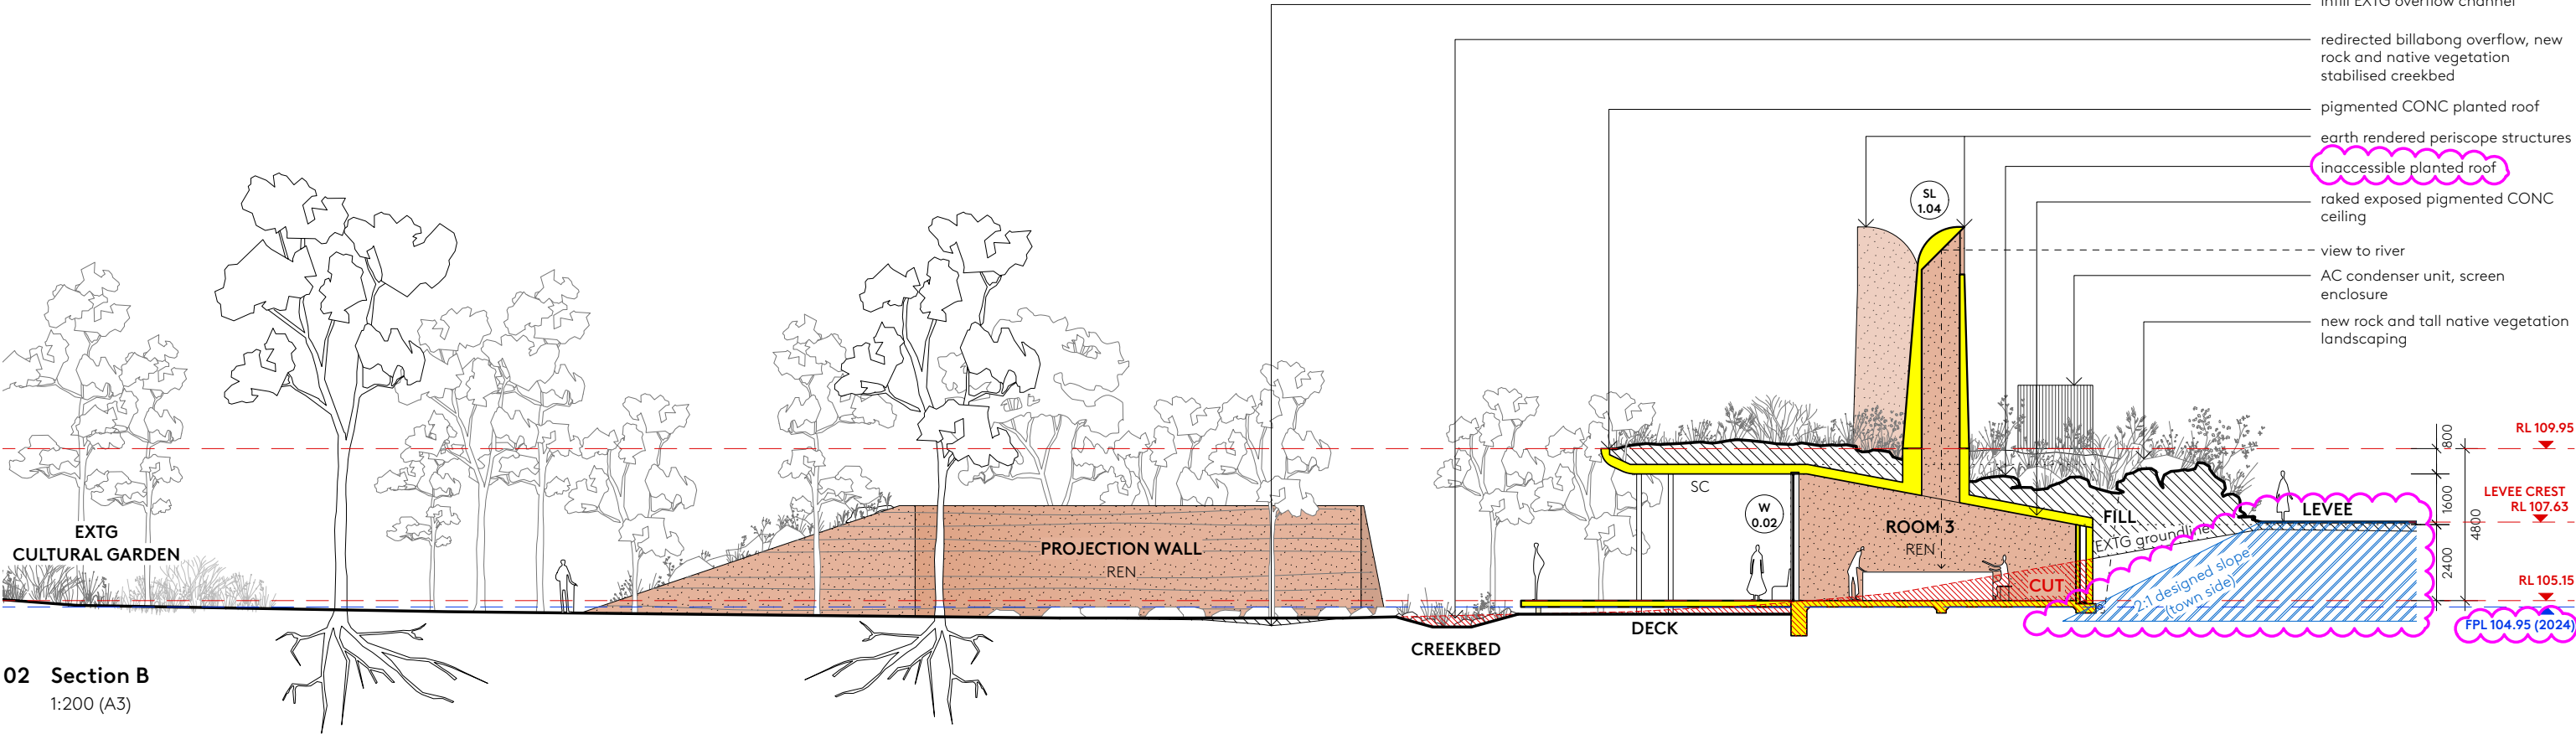 infill EXTG overflow channel
redirected billabong overflow, new
rock and native vegetation
stabilised creekbed
pigmented CONC planted roof
earth rendered periscope structures
inaccessible planted roof
raked exposed pigmented CONC
ceiling
view to river
AC condenser unit, screen
enclosure
new rock and tall native vegetation
landscaping
SL
1.04
RL 109.95
800
LEVEE CREST
RL 107.63
1600
4800
2400
RL 105.15
FPL 104.95 (2024)
SC
W
0.02
ROOM 3
REN
CUT
FILL
EXTG groundline
LEVEE
2:1 designed slope
(town side)
EXTG
CULTURAL GARDEN
PROJECTION WALL
REN
DECK
CREEKBED
02 Section B
1:200 (A3)